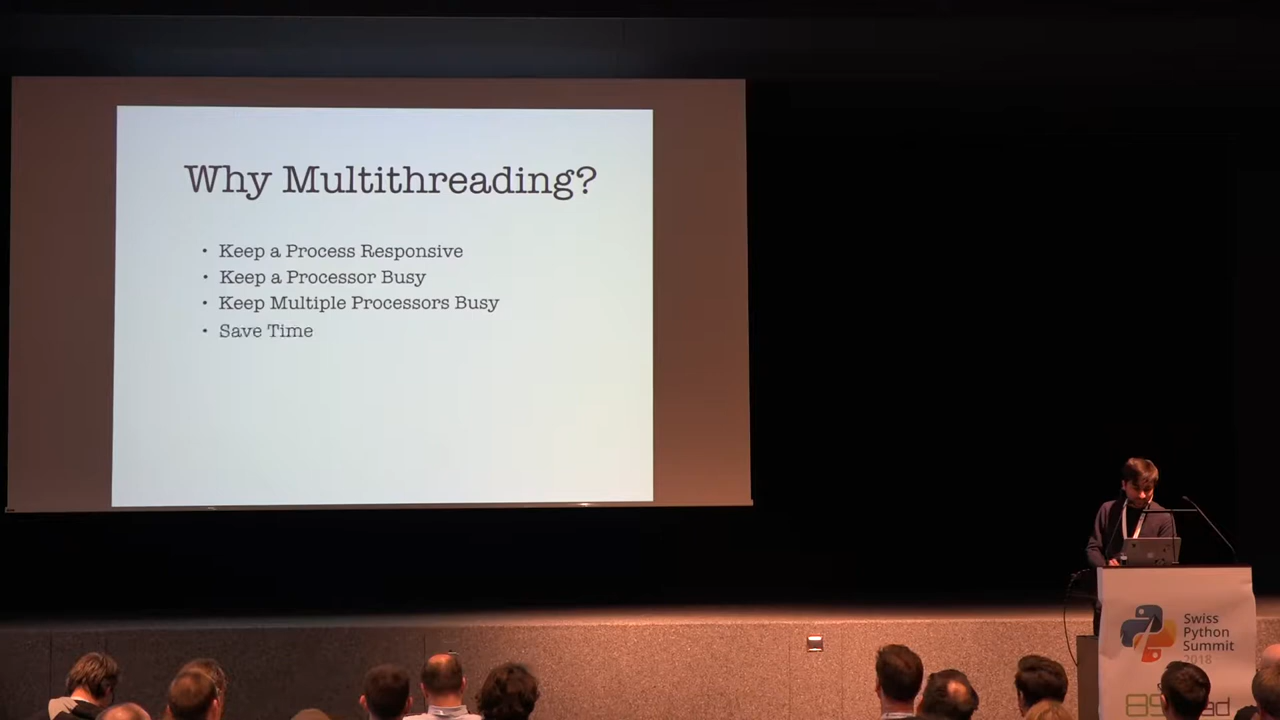 Why Multithreading?
• Keep a Process Responsive
• Keep a Processor Busy
• Keep Multiple Processors Busy
• Save Time
Swiss
Python
Summit
2018